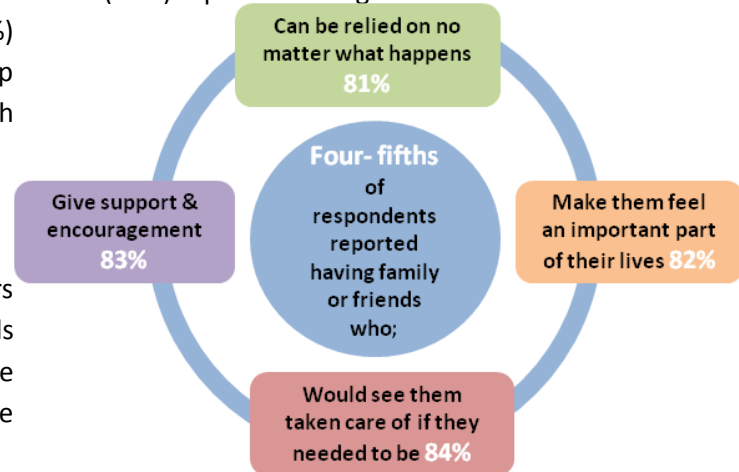 %)
p
h
rs
ls
e
e
Can be relied on no
matter what happens
81%
Four- fifths
of
respondents
reported
having family
or friends
who;
Give support &
encouragement
83%
Make them feel
an important part
of their lives 82%
Would see them
taken care of if they
needed to be 84%